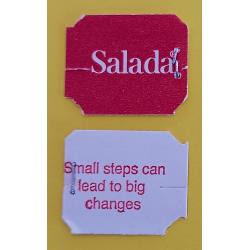 Salada
Small steps can
lead to big
changes